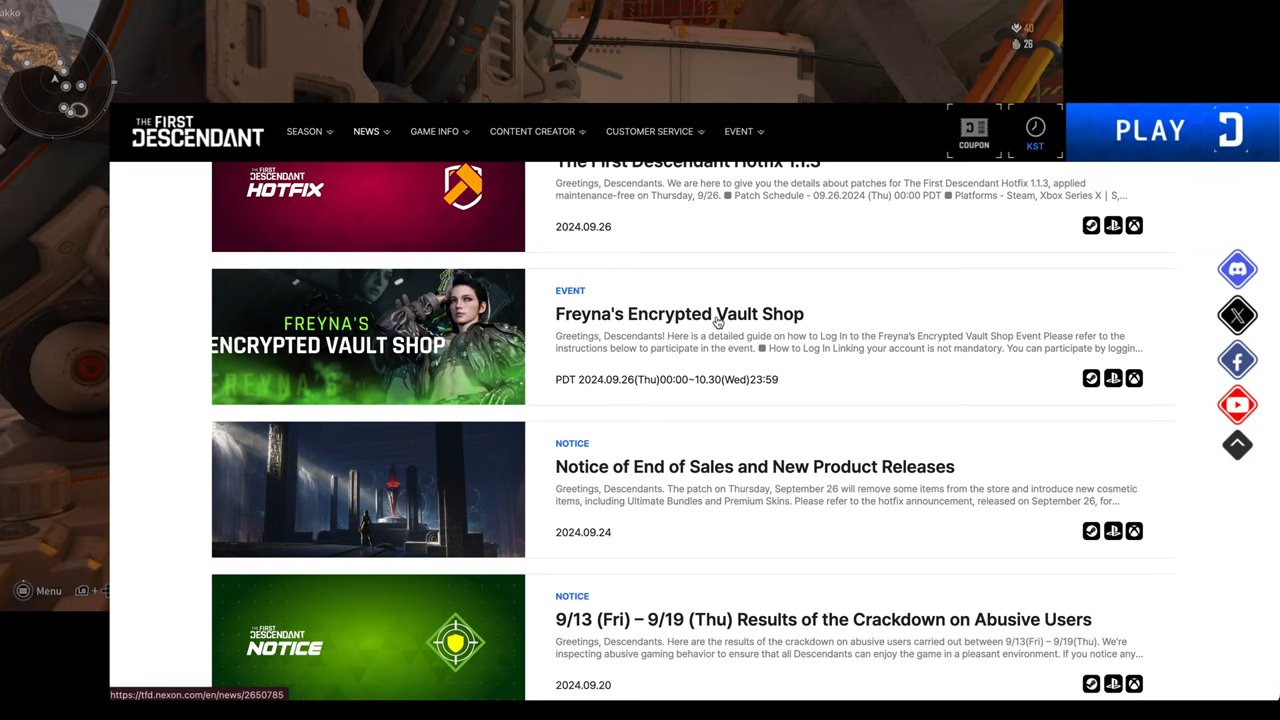 akko
40
26
THE FIRST
DESCENDANT
SEASON
NEWS
GAME INFO
CONTENT CREATOR
CUSTOMER SERVICE
EVENT
COUPON
KST
PLAY
The First Descendant Hotfix 1.1.3
THE FIRST
DESCENDANT
HOTFIX
Greetings, Descendants. We are here to give you the details about patches for The First Descendant Hotfix 1.1.3, applied
maintenance-free on Thursday, 9/26. ■ Patch Schedule - 09.26.2024 (Thu) 00:00 PDT ■ Platforms - Steam, Xbox Series X | S,...
2024.09.26
FREYNA'S
ENCRYPTED VAULT SHOP
FREYNA'S
EVENT
Freyna's Encrypted Vault Shop
Greetings, Descendants! Here is a detailed guide on how to Log In to the Freyna's Encrypted Vault Shop Event Please refer to the
instructions below to participate in the event. ■ How to Log In Linking your account is not mandatory. You can participate by loggin...
PDT 2024.09.26(Thu)00:00~10.30(Wed)23:59
NOTICE
Notice of End of Sales and New Product Releases
Greetings, Descendants. The patch on Thursday, September 26 will remove some items from the store and introduce new cosmetic
items, including Ultimate Bundles and Premium Skins. Please refer to the hotfix announcement, released on September 26, for...
2024.09.24
Menu
LB +
THE FIRST
DESCENDANT
NOTICE
NOTICE
9/13 (Fri) – 9/19 (Thu) Results of the Crackdown on Abusive Users
Greetings, Descendants. Here are the results of the crackdown on abusive users carried out between 9/13(Fri) – 9/19(Thu). We're
inspecting abusive gaming behavior to ensure that all Descendants can enjoy the game in a pleasant environment. If you notice any...
2024.09.20
https://tfd.nexon.com/en/news/2650785